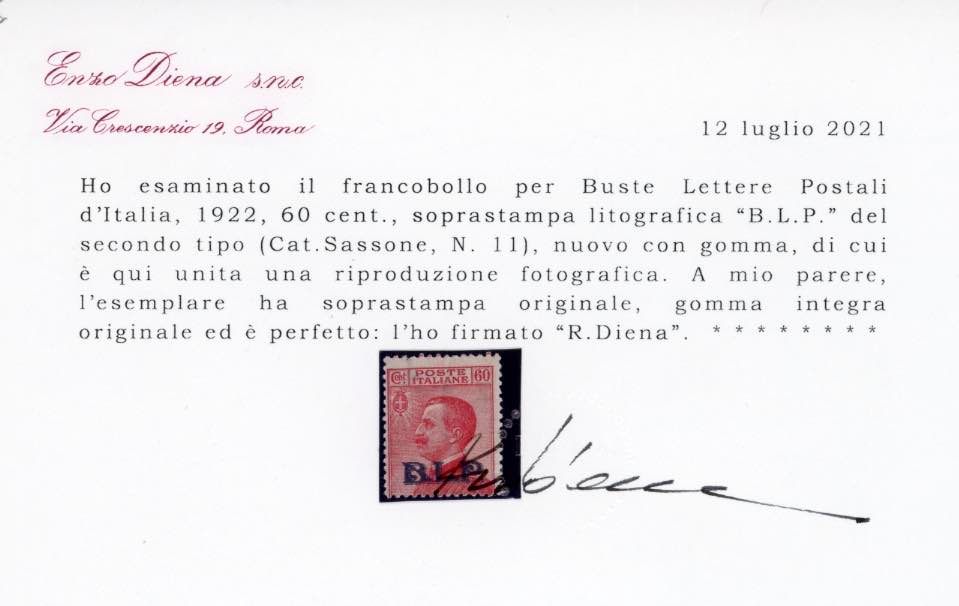 Enzo Diena s.n.c.
Via Crescenzio 19, Roma
12 luglio 2021
Ho esaminato il francobollo per Buste Lettere Postali
d'Italia, 1922, 60 cent., soprastampa litografica “B.L.P.” del
secondo tipo (Cat.Sassone, N. 11), nuovo con gomma, di cui
è qui unita una riproduzione fotografica. A mio parere,
l'esemplare ha soprastampa originale, gomma integra
originale ed è perfetto: l'ho firmato “R.Diena”. * * * * * * * *
Cent. POSTE ITALIANE 60
B.L.P.